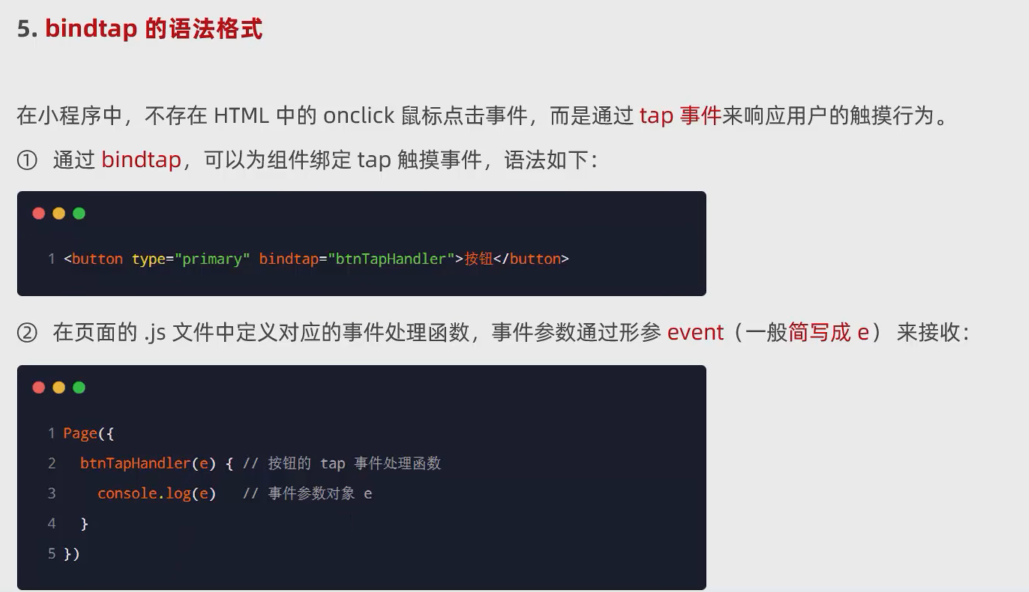 5. bindtap 的语法格式
在小程序中，不存在 HTML 中的 onclick 鼠标点击事件，而是通过 tap 事件来响应用户的触摸行为。
① 通过 bindtap，可以为组件绑定 tap 触摸事件，语法如下：
1 <button type="primary" bindtap="btnTapHandler">按钮</button>
② 在页面的 .js 文件中定义对应的事件处理函数，事件参数通过形参 event（一般简写成 e） 来接收：
1 Page({
2   btnTapHandler(e) { // 按钮的 tap 事件处理函数
3     console.log(e)   // 事件参数对象 e
4   }
5 })